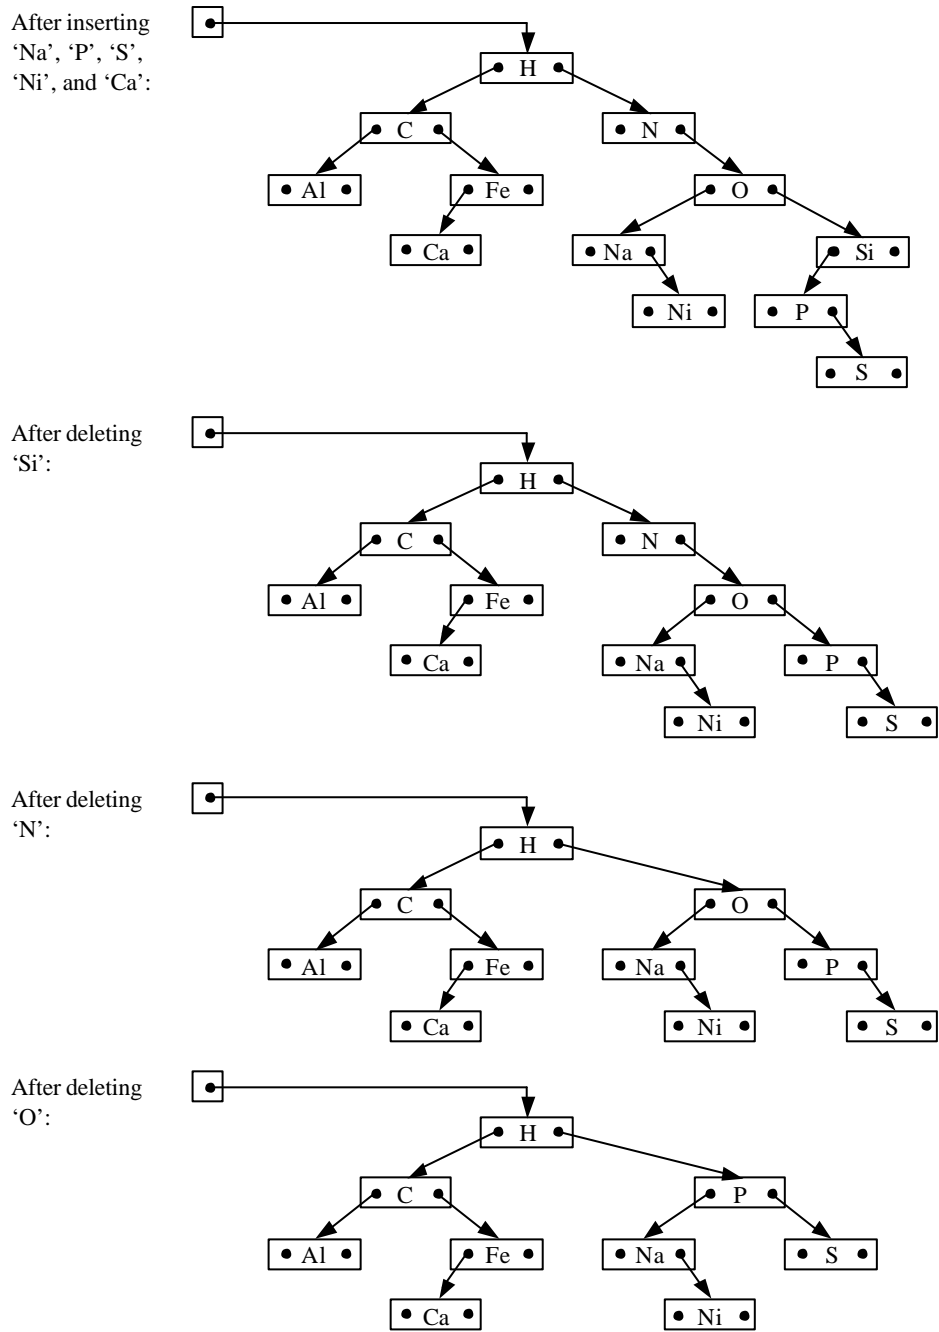 After inserting
‘Na’, ‘P’, ‘S’,
‘Ni’, and ‘Ca’:
H
C N
Al Fe O
Ca Na Si
Ni P
S
After deleting
‘Si’:
H
C N
Al Fe O
Ca Na P
Ni S
After deleting
‘N’:
H
C O
Al Fe Na P
Ca Ni S
After deleting
‘O’:
H
C P
Al Fe Na S
Ca Ni